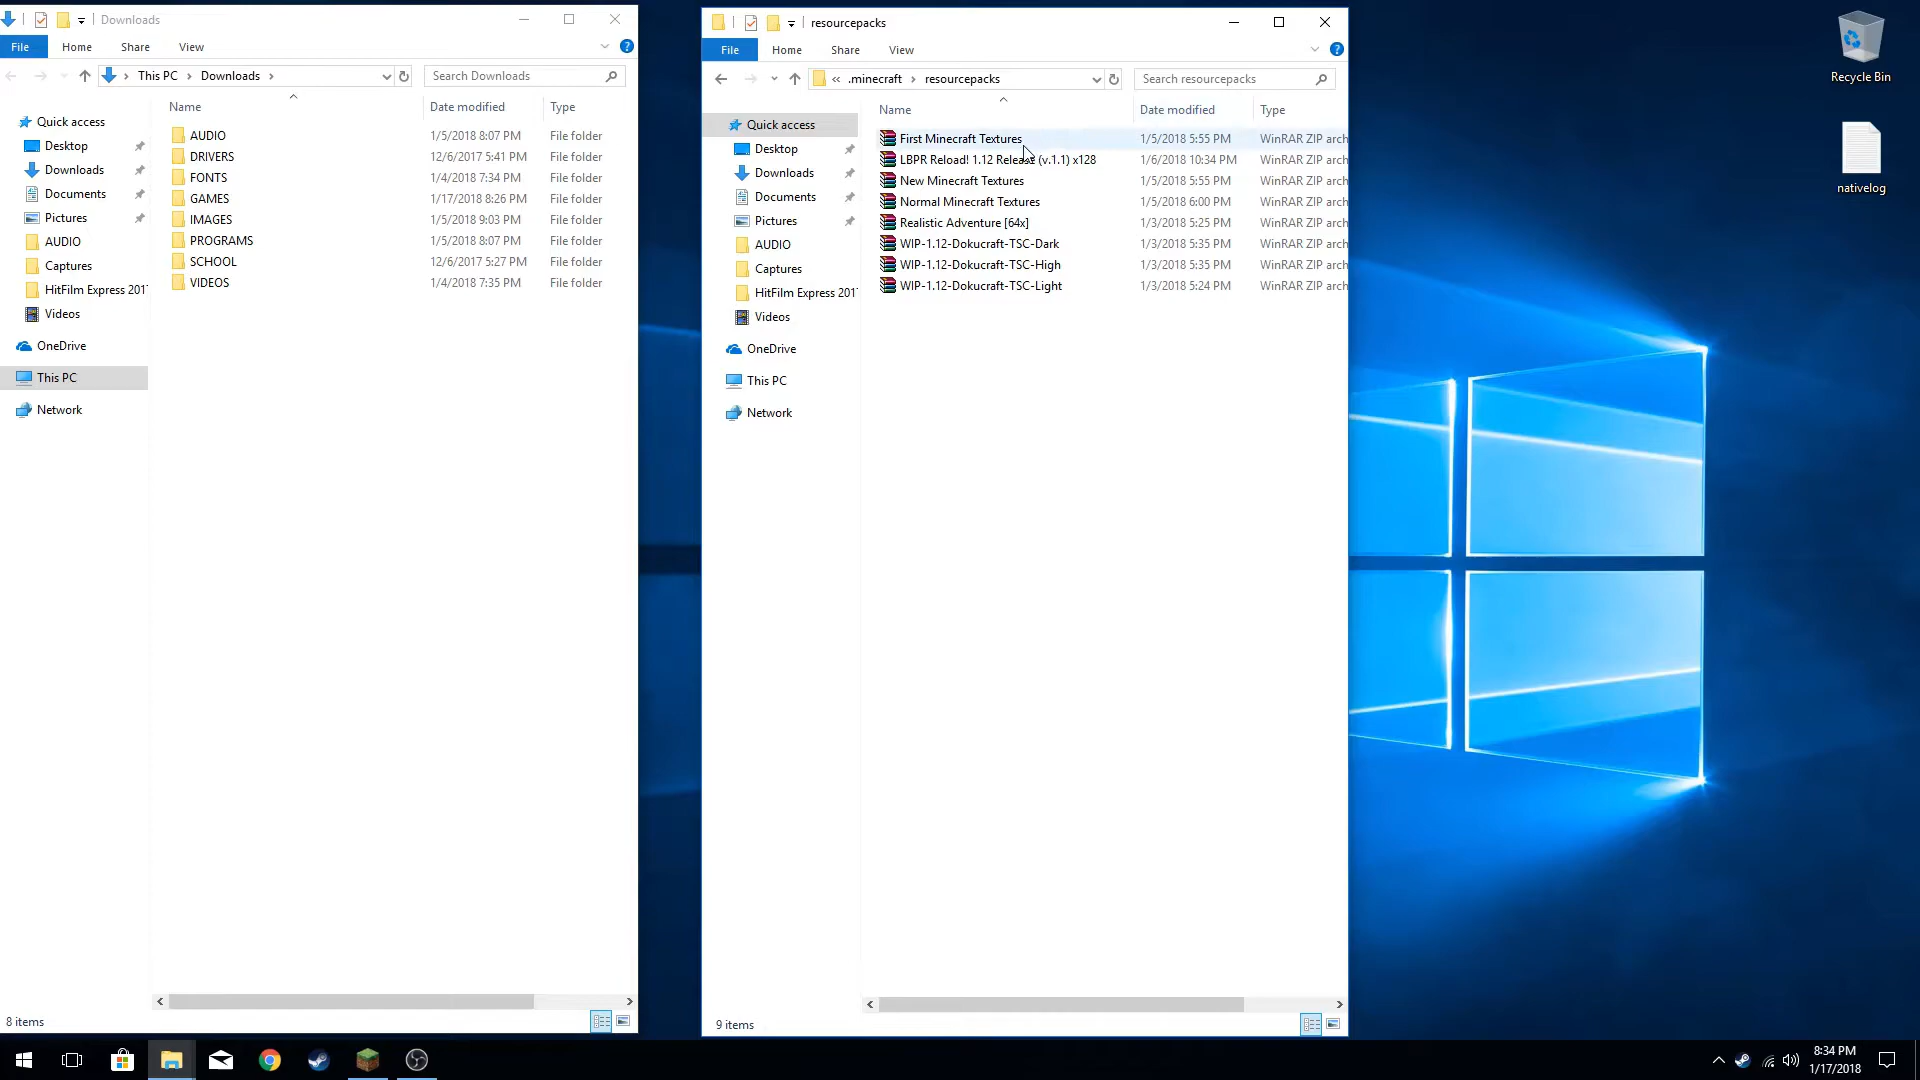 Downloads
File Home Share View
This PC Downloads Search Downloads
Name Date modified Type
Quick access
Desktop
Downloads
Documents
Pictures
AUDIO
Captures
HitFilm Express 201
Videos
OneDrive
This PC
Network
AUDIO 1/5/2018 8:07 PM File folder
DRIVERS 12/6/2017 5:41 PM File folder
FONTS 1/4/2018 7:34 PM File folder
GAMES 1/17/2018 8:26 PM File folder
IMAGES 1/5/2018 9:03 PM File folder
PROGRAMS 1/5/2018 8:07 PM File folder
SCHOOL 12/6/2017 5:27 PM File folder
VIDEOS 1/4/2018 7:35 PM File folder
8 items
resourcepacks
File Home Share View
« .minecraft resourcepacks Search resourcepacks
Name Date modified Type
Quick access
Desktop
Downloads
Documents
Pictures
AUDIO
Captures
HitFilm Express 201
Videos
OneDrive
This PC
Network
First Minecraft Textures 1/5/2018 5:55 PM WinRAR ZIP arch
LBPR Reload! 1.12 Release (v.1.1) x128 1/6/2018 10:34 PM WinRAR ZIP arch
New Minecraft Textures 1/5/2018 5:55 PM WinRAR ZIP arch
Normal Minecraft Textures 1/5/2018 6:00 PM WinRAR ZIP arch
Realistic Adventure [64x] 1/3/2018 5:25 PM WinRAR ZIP arch
WIP-1.12-Dokucraft-TSC-Dark 1/3/2018 5:35 PM WinRAR ZIP arch
WIP-1.12-Dokucraft-TSC-High 1/3/2018 5:35 PM WinRAR ZIP arch
WIP-1.12-Dokucraft-TSC-Light 1/3/2018 5:24 PM WinRAR ZIP arch
9 items
Recycle Bin
nativelog
8:34 PM
1/17/2018